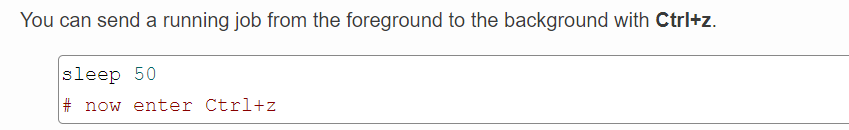 You can send a running job from the foreground to the background with Ctrl+z.
sleep 50
# now enter Ctrl+z